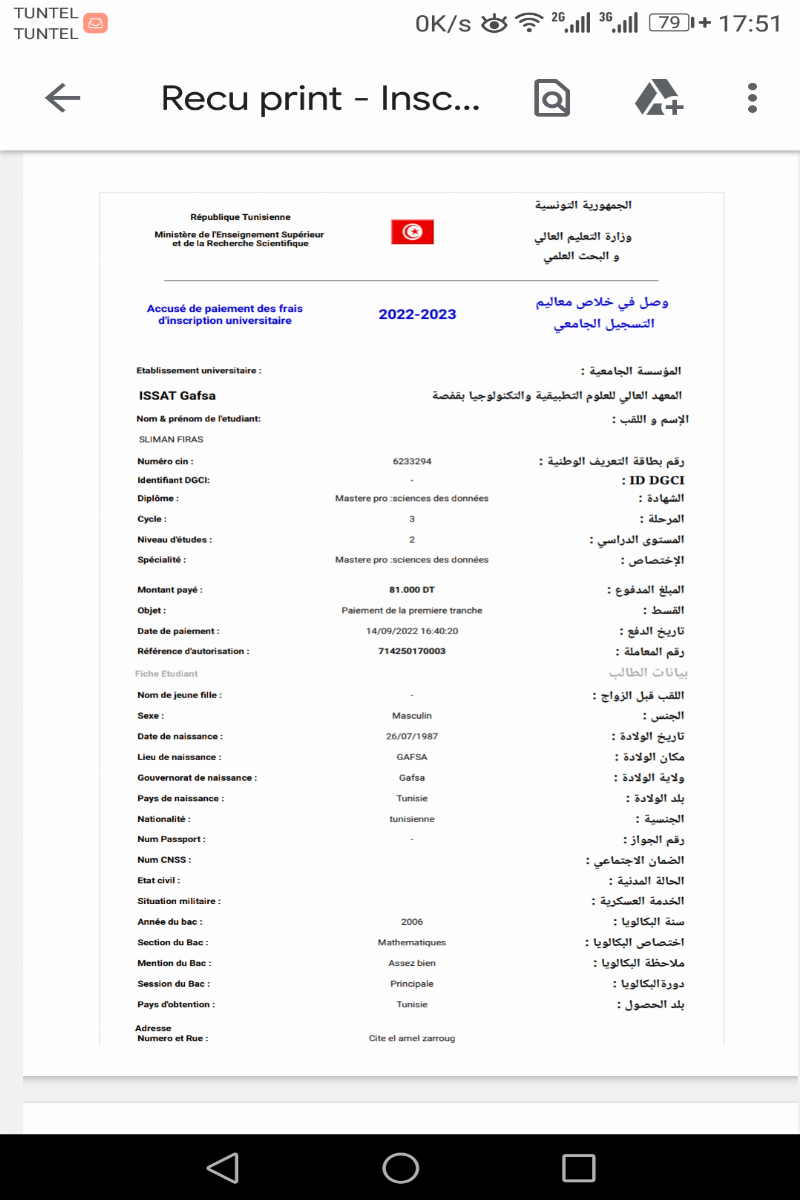 TUNTEL
TUNTEL
0K/s 2G 3G 79 17:51
Recu print - Insc...
République Tunisienne
الجمهورية التونسية
Ministère de l'Enseignement Supérieur
et de la Recherche Scientifique
وزارة التعليم العالي
و البحث العلمي
Accusé de paiement des frais
d'inscription universitaire
2022-2023
وصل في خلاص معاليم
التسجيل الجامعي
Etablissement universitaire : المؤسسة الجامعية :
ISSAT Gafsa المعهد العالي للعلوم التطبيقية والتكنولوجيا بقفصة
Nom & prénom de l'etudiant: الإسم و اللقب :
SLIMAN FIRAS
Numéro cin : 6233294 رقم بطاقة التعريف الوطنية :
Identifiant DGCI: - ID DGCI :
Diplôme : Mastere pro :sciences des données الشهادة :
Cycle : 3 المرحلة :
Niveau d'études : 2 المستوى الدراسي :
Spécialité : Mastere pro :sciences des données الإختصاص :
Montant payé : 81.000 DT المبلغ المدفوع :
Objet : Paiement de la premiere tranche القسط :
Date de paiement : 14/09/2022 16:40:20 تاريخ الدفع :
Référence d'autorisation : 714250170003 رقم المعاملة :
Fiche Etudiant بيانات الطالب
Nom de jeune fille : - اللقب قبل الزواج :
Sexe : Masculin الجنس :
Date de naissance : 26/07/1987 تاريخ الولادة :
Lieu de naissance : GAFSA مكان الولادة :
Gouvernorat de naissance : Gafsa ولاية الولادة :
Pays de naissance : Tunisie بلد الولادة :
Nationalité : tunisienne الجنسية :
Num Passport : - رقم الجواز :
Num CNSS : الضمان الاجتماعي :
Etat civil : الحالة المدنية :
Situation militaire : الخدمة العسكرية :
Année du bac : 2006 سنة البكالويا :
Section du Bac : Mathematiques اختصاص البكالويا :
Mention du Bac : Assez bien ملاحظة البكالويا :
Session du Bac : Principale دورةالبكالويا :
Pays d'obtention : Tunisie بلد الحصول :
Adresse
Numero et Rue : Cite el amel zarroug